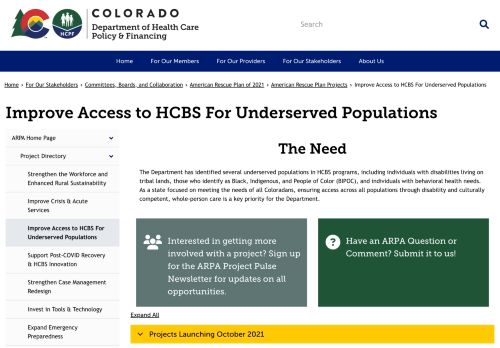 COLORADO
Department of Health Care
Policy & Financing
HCPF
Search
Home
For Our Members
For Our Providers
For Our Stakeholders
About Us
Home › For Our Stakeholders › Committees, Boards, and Collaboration › American Rescue Plan of 2021 › American Rescue Plan Projects › Improve Access to HCBS For Underserved Populations
Improve Access to HCBS For Underserved Populations
ARPA Home Page
Project Directory
Strengthen the Workforce and
Enhanced Rural Sustainability
Improve Crisis & Acute
Services
Improve Access to HCBS For
Underserved Populations
Support Post-COVID Recovery
& HCBS Innovation
Strengthen Case Management
Redesign
Invest in Tools & Technology
Expand Emergency
Preparedness
The Need
The Department has identified several underserved populations in HCBS programs, including individuals with disabilities living on
tribal lands, those who identify as Black, Indigenous, and People of Color (BIPOC), and individuals with behavioral health needs.
As a state focused on meeting the needs of all Coloradans, ensuring access across all populations through disability and culturally
competent, whole-person care is a key priority for the Department.
Interested in getting more
involved with a project? Sign up
for the ARPA Project Pulse
Newsletter for updates on all
opportunities.
Have an ARPA Question or
Comment? Submit it to us!
Expand All
Projects Launching October 2021